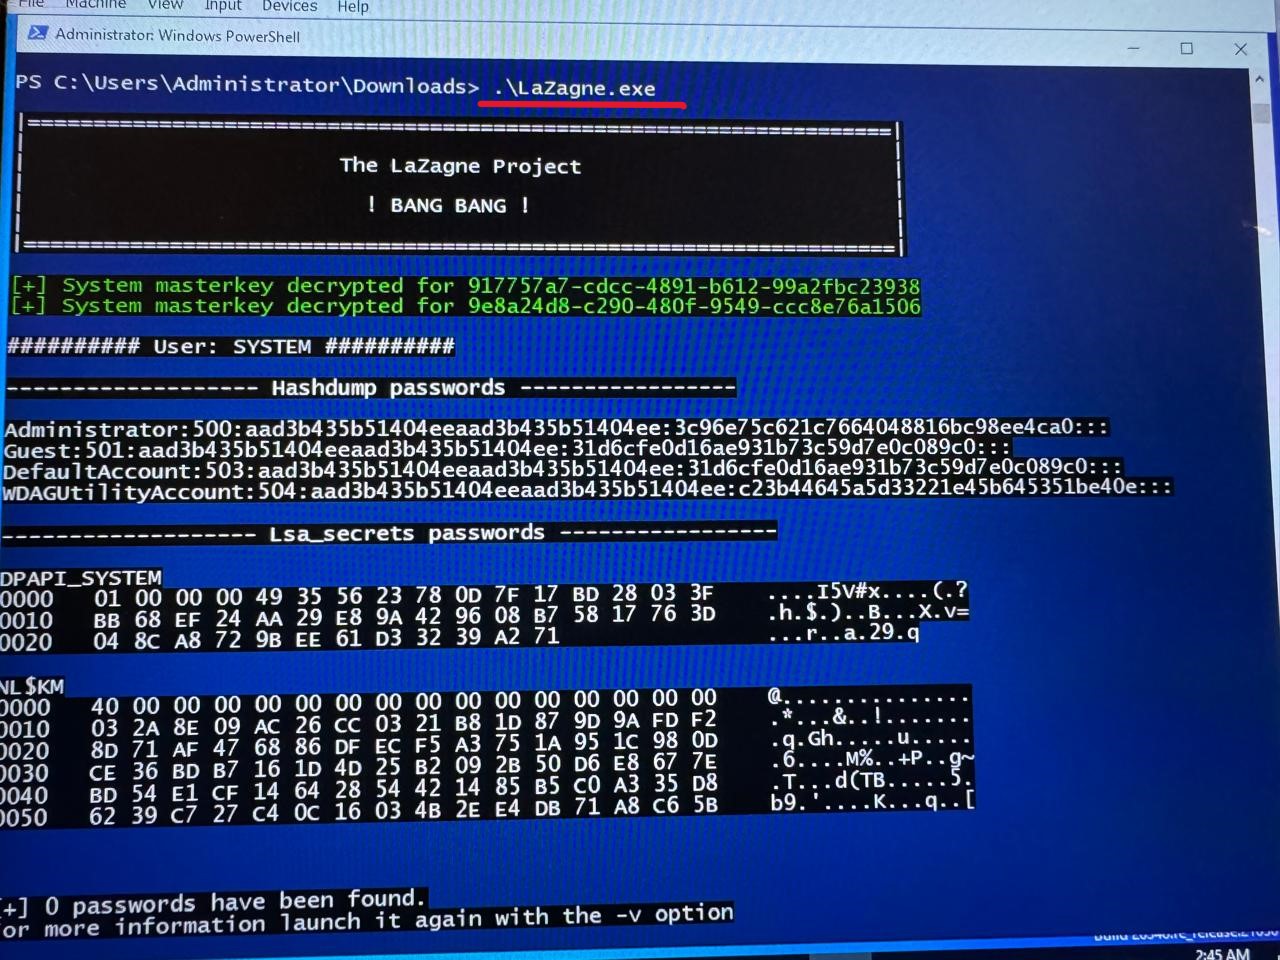 File Machine View Input Devices Help
Administrator: Windows PowerShell
PS C:\Users\Administrator\Downloads> .\LaZagne.exe
|====================================================================|
The LaZagne Project
! BANG BANG !
|====================================================================|
[+] System masterkey decrypted for 917757a7-cdcc-4891-b612-99a2fbc23938
[+] System masterkey decrypted for 9e8a24d8-c290-480f-9549-ccc8e76a1506
########## User: SYSTEM ##########
------------------- Hashdump passwords -----------------
Administrator:500:aad3b435b51404eeaad3b435b51404ee:3c96e75c621c7664048816bc98ee4ca0:::
Guest:501:aad3b435b51404eeaad3b435b51404ee:31d6cfe0d16ae931b73c59d7e0c089c0:::
DefaultAccount:503:aad3b435b51404eeaad3b435b51404ee:31d6cfe0d16ae931b73c59d7e0c089c0:::
WDAGUtilityAccount:504:aad3b435b51404eeaad3b435b51404ee:c23b44645a5d33221e45b645351be40e:::
------------------- Lsa_secrets passwords -----------------
DPAPI_SYSTEM
0000 01 00 00 00 49 35 56 23 78 0D 7F 17 BD 28 03 3F ....I5V#x....(.?
0010 BB 68 EF 24 AA 29 E8 9A 42 96 08 B7 58 17 76 3D .h.$.)..B...X.v=
0020 04 8C A8 72 9B EE 61 D3 32 39 A2 71 ...r..a.29.q
NL$KM
0000 40 00 00 00 00 00 00 00 00 00 00 00 00 00 00 00 @...............
0010 03 2A 8E 09 AC 26 CC 03 21 B8 1D 87 9D 9A FD F2 .*...&..!.......
0020 8D 71 AF 47 68 86 DF EC F5 A3 75 1A 95 1C 98 0D .q.Gh.....u.....
0030 CE 36 BD B7 16 1D 4D 25 B2 09 2B 50 D6 E8 67 7E .6....M%..+P..g~
0040 BD 54 E1 CF 14 64 28 54 42 14 85 B5 C0 A3 35 D8 .T...d(TB.....5.
0050 62 39 C7 27 C4 0C 16 03 4B 2E E4 DB 71 A8 C6 5B b9.'....K...q..[
[+] 0 passwords have been found.
or more information launch it again with the -v option
2:45 AM